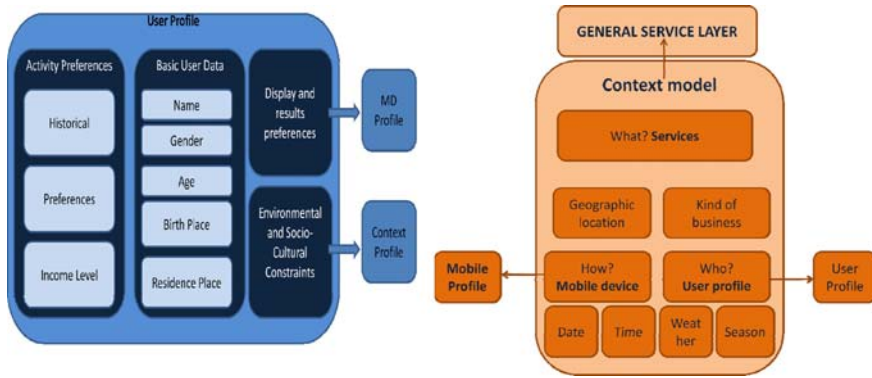 User Profile
Activity Preferences
Historical
Preferences
Income Level
Basic User Data
Name
Gender
Age
Birth Place
Residence Place
Display and
results
preferences
Environmental
and Socio-
Cultural
Constraints
MD
Profile
Context
Profile
GENERAL SERVICE LAYER
Context model
What? Services
Geographic
location
Kind of
business
Mobile
Profile
How?
Mobile device
Who?
User profile
User
Profile
Date
Time
Weat
her
Season